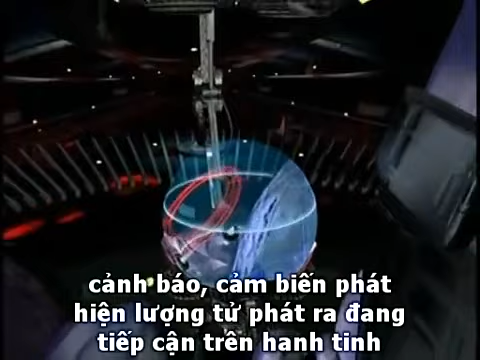 cảnh báo, cảm biến phát
hiện lượng tử phát ra đang
tiếp cận trên hanh tinh